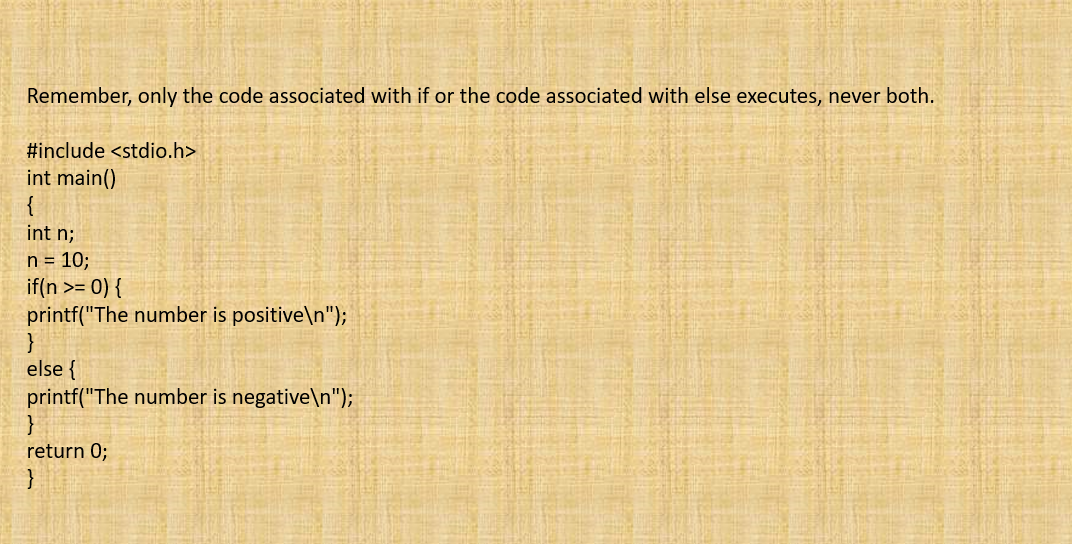 Remember, only the code associated with if or the code associated with else executes, never both.
#include <stdio.h>
int main()
{
int n;
n = 10;
if(n >= 0) {
printf("The number is positive\n");
}
else {
printf("The number is negative\n");
}
return 0;
}